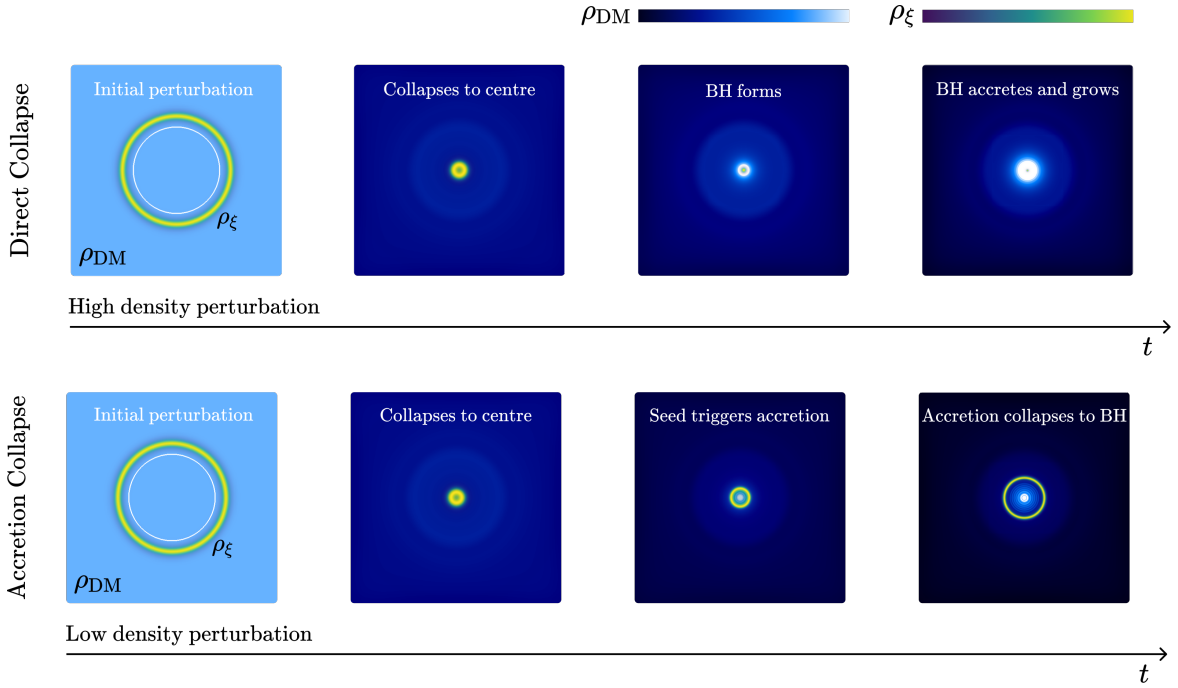 ρDM
ρξ
Direct Collapse
Initial perturbation
ρξ
ρDM
Collapses to centre
BH forms
BH accretes and grows
High density perturbation
t
Accretion Collapse
Initial perturbation
ρξ
ρDM
Collapses to centre
Seed triggers accretion
Accretion collapses to BH
Low density perturbation
t